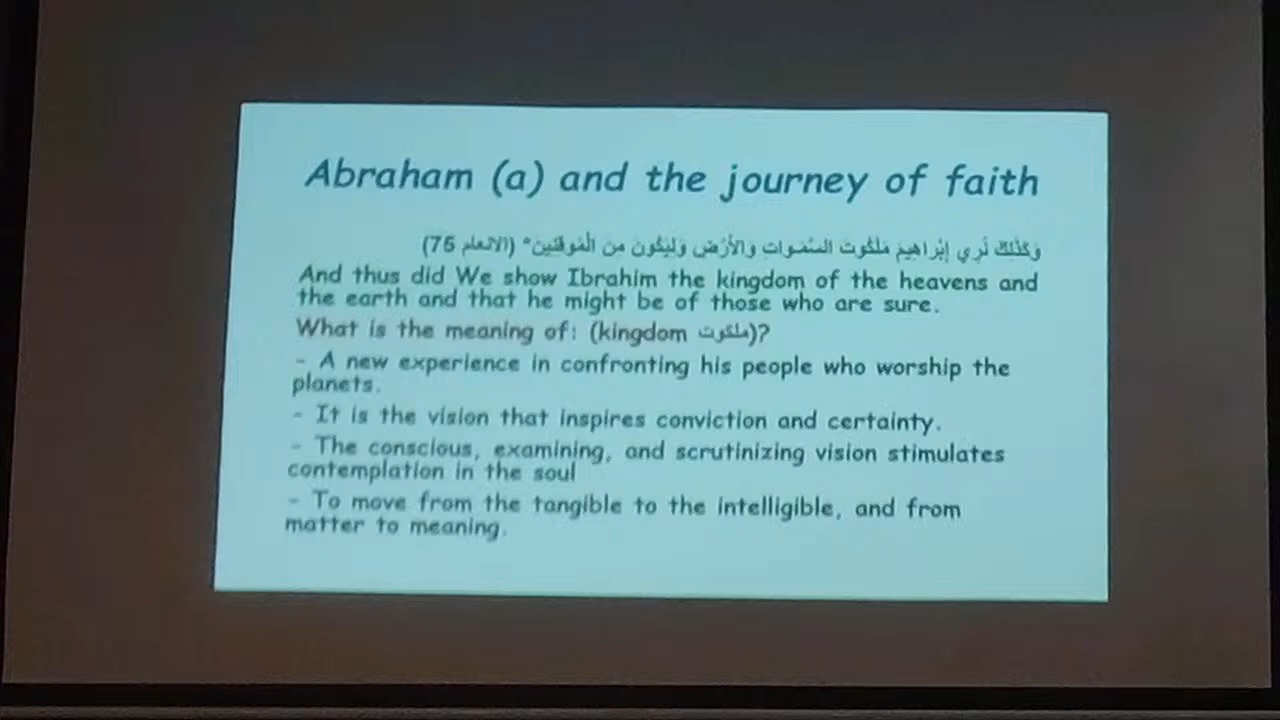 Abraham (a) and the journey of faith
وَكَذَٰلِكَ نُرِي إِبْرَاهِيمَ مَلَكُوتَ السَّمَوَاتِ وَالأَرْضِ وَلِيَكُونَ مِنَ الْمُوقِنِينَ" (الانعام 75)
And thus did We show Ibrahim the kingdom of the heavens and
the earth and that he might be of those who are sure.
What is the meaning of: (kingdom ملكوت)?
- A new experience in confronting his people who worship the
planets.
- It is the vision that inspires conviction and certainty.
- The conscious, examining, and scrutinizing vision stimulates
contemplation in the soul
- To move from the tangible to the intelligible, and from
matter to meaning.